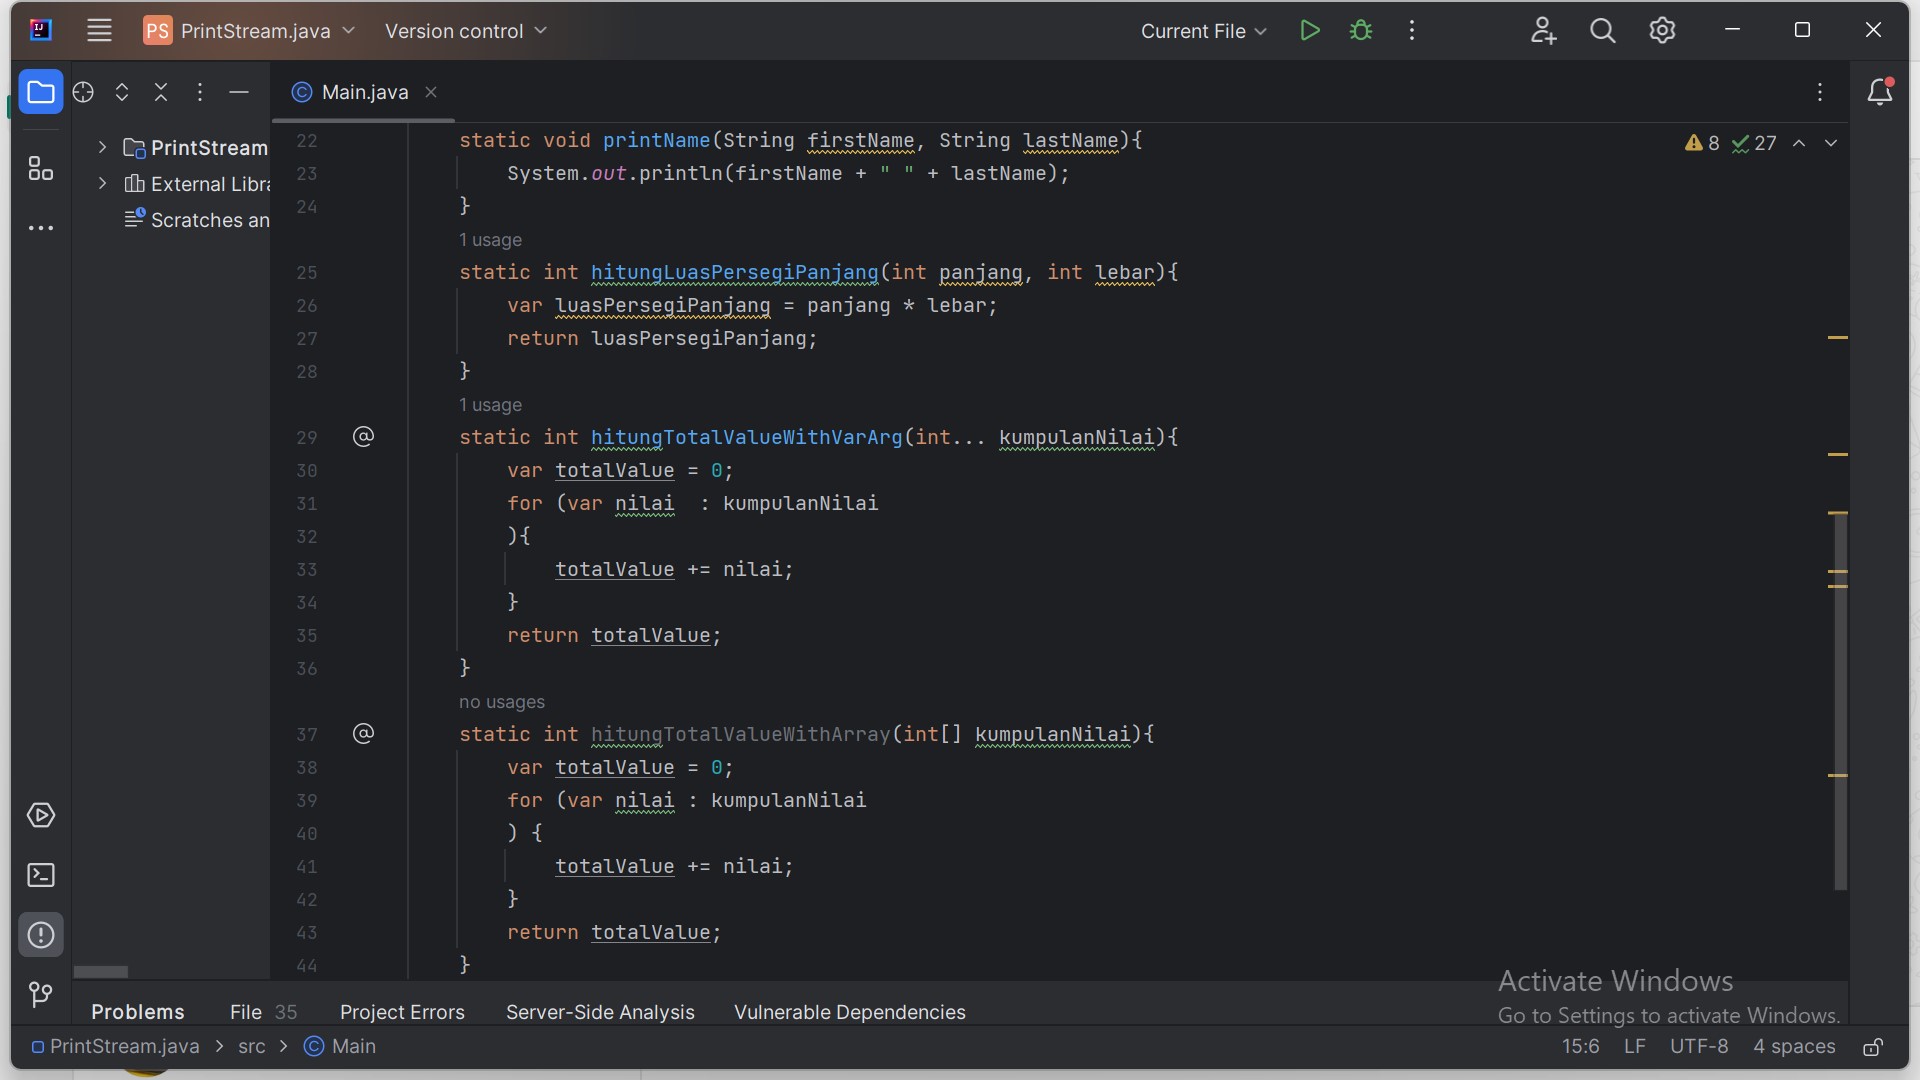 PS PrintStream.java Version control Current File
Main.java
PrintStream
External Libra
Scratches an
8 27
22 static void printName(String firstName, String lastName){
23 System.out.println(firstName + " " + lastName);
24 }
1 usage
25 static int hitungLuasPersegiPanjang(int panjang, int lebar){
26 var luasPersegiPanjang = panjang * lebar;
27 return luasPersegiPanjang;
28 }
1 usage
29 @ static int hitungTotalValueWithVarArg(int... kumpulanNilai){
30 var totalValue = 0;
31 for (var nilai  : kumpulanNilai
32 ){
33 totalValue += nilai;
34 }
35 return totalValue;
36 }
no usages
37 @ static int hitungTotalValueWithArray(int[] kumpulanNilai){
38 var totalValue = 0;
39 for (var nilai : kumpulanNilai
40 ) {
41 totalValue += nilai;
42 }
43 return totalValue;
44 }
Activate Windows
Go to Settings to activate Windows.
Problems File 35 Project Errors Server-Side Analysis Vulnerable Dependencies
PrintStream.java > src > Main 15:6 LF UTF-8 4 spaces